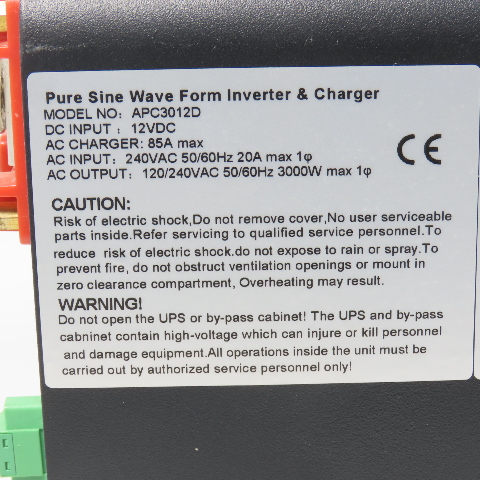 Pure Sine Wave Form Inverter & Charger
MODEL NO: APC3012D
DC INPUT : 12VDC
AC CHARGER: 85A max
AC INPUT: 240VAC 50/60Hz 20A max 1φ
AC OUTPUT: 120/240VAC 50/60Hz 3000W max 1φ
CE
CAUTION:
Risk of electric shock,Do not remove cover,No user serviceable
parts inside.Refer servicing to qualified service personnel.To
reduce risk of electric shock.do not expose to rain or spray.To
prevent fire, do not obstruct ventilation openings or mount in
zero clearance compartment, Overheating may result.
WARNING!
Do not open the UPS or by-pass cabinet! The UPS and by-pass
cabninet contain high-voltage which can injure or kill personnel
and damage equipment.All operations inside the unit must be
carried out by authorized service personnel only!